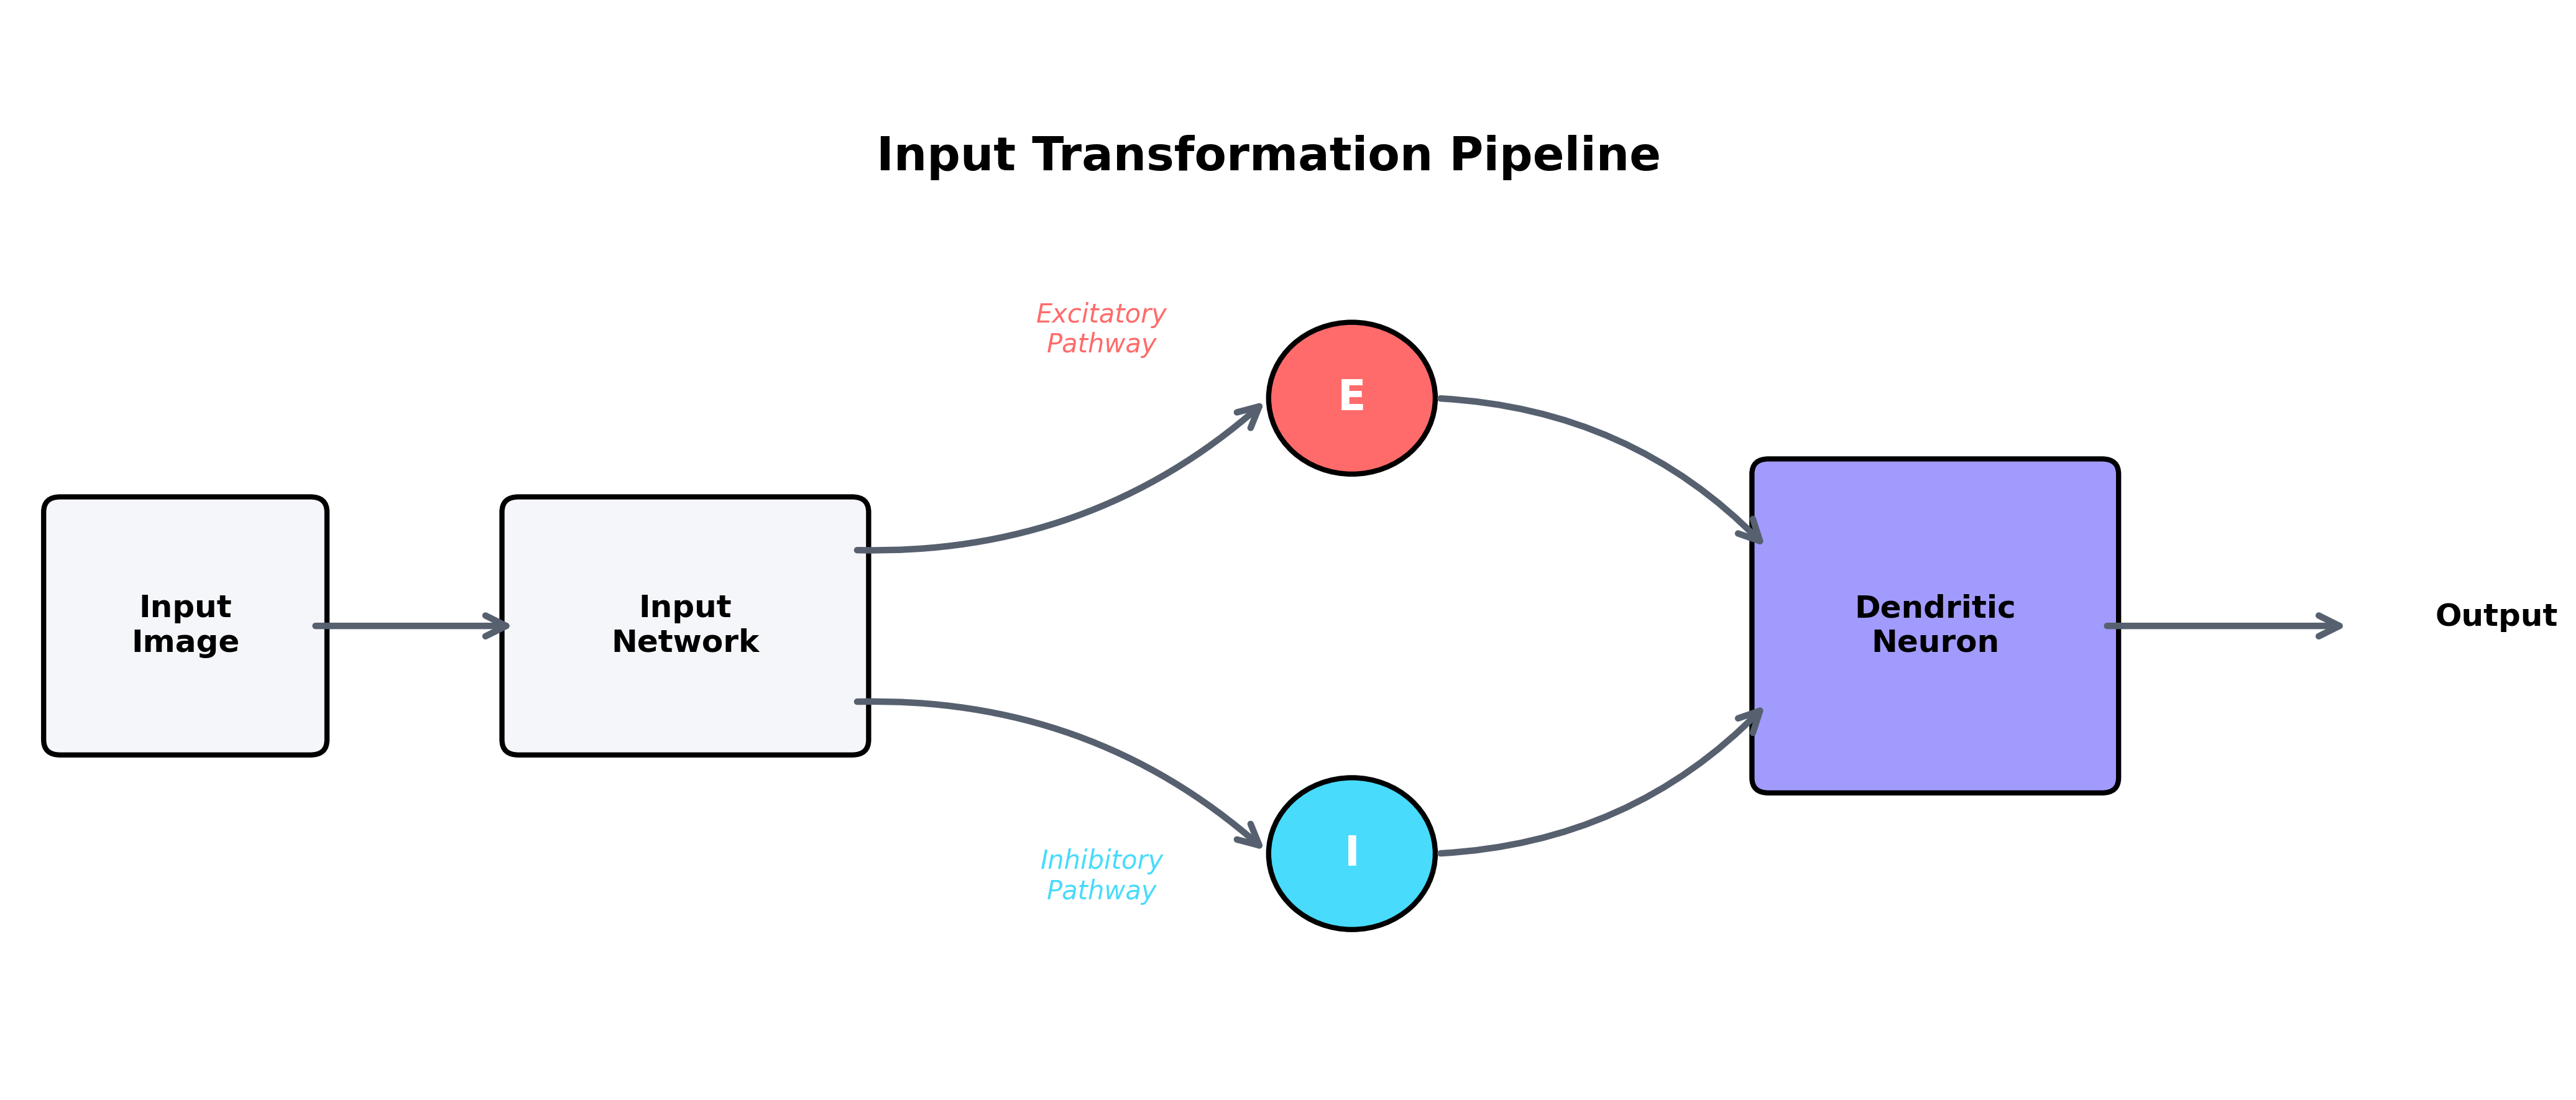 Input Transformation Pipeline
Excitatory
Pathway
E
Input
Image
Input
Network
Dendritic
Neuron
Output
Inhibitory
Pathway
I